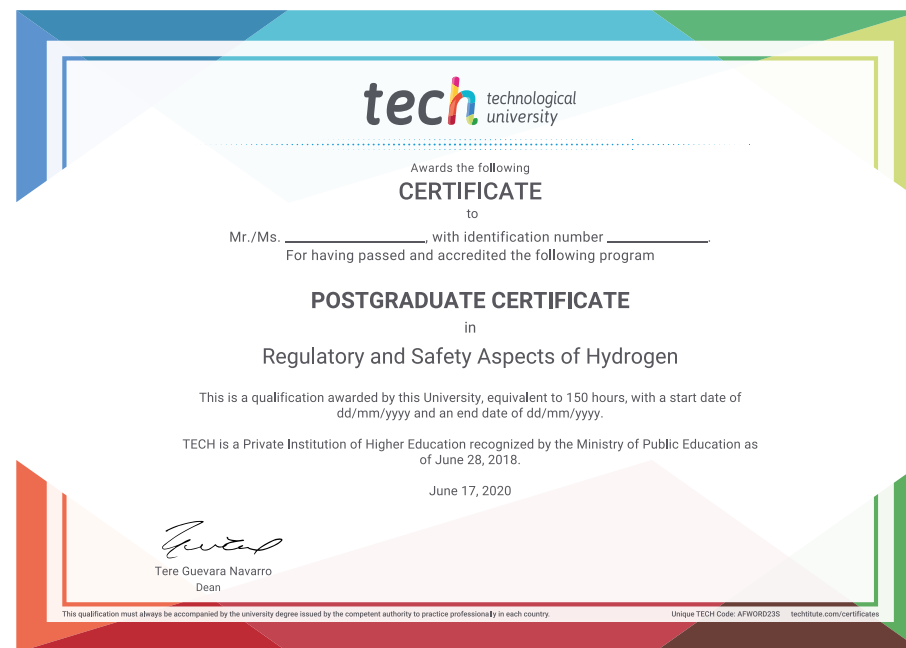 tech technological
university
Awards the following
CERTIFICATE
to
Mr./Ms. ____________________, with identification number ______________.
For having passed and accredited the following program
POSTGRADUATE CERTIFICATE
in
Regulatory and Safety Aspects of Hydrogen
This is a qualification awarded by this University, equivalent to 150 hours, with a start date of
dd/mm/yyyy and an end date of dd/mm/yyyy.
TECH is a Private Institution of Higher Education recognized by the Ministry of Public Education as
of June 28, 2018.
June 17, 2020
Tere Guevara Navarro
Dean
This qualification must always be accompanied by the university degree issued by the competent authority to practice professionally in each country.
Unique TECH Code: AFWORD23S techtitute.com/certificates